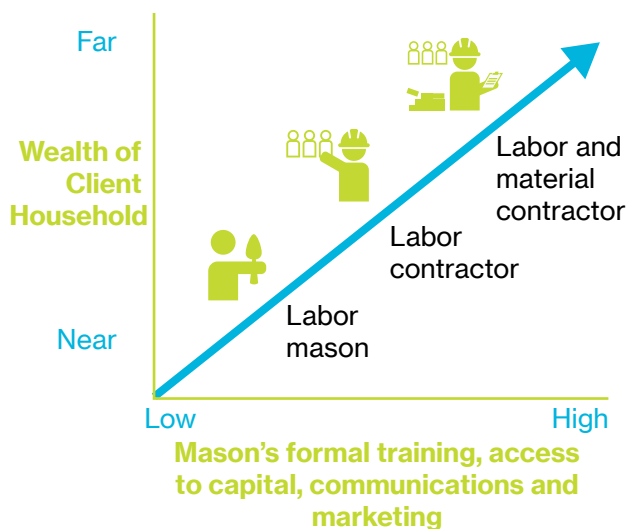 Far
Wealth of
Client
Household
Near
Labor and
material
contractor
Labor
contractor
Labor
mason
Low
High
Mason’s formal training, access
to capital, communications and
marketing